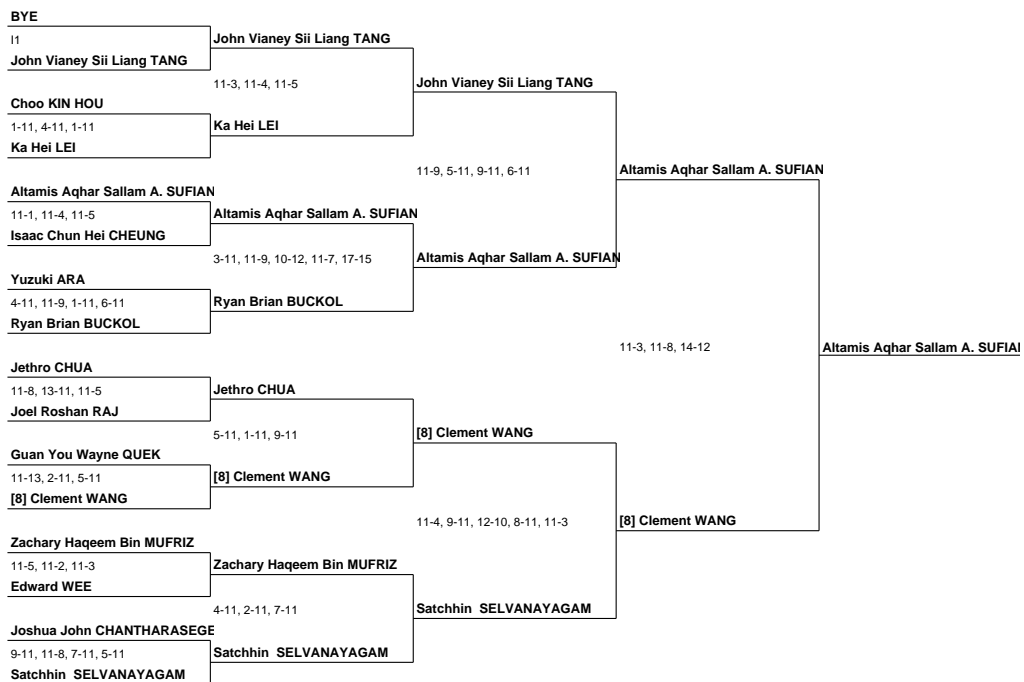 BYE
I1
John Vianey Sii Liang TANG
Choo KIN HOU
1-11, 4-11, 1-11
Ka Hei LEI
Altamis Aqhar Sallam A. SUFIAN
11-1, 11-4, 11-5
Isaac Chun Hei CHEUNG
Yuzuki ARA
4-11, 11-9, 1-11, 6-11
Ryan Brian BUCKOL
Jethro CHUA
11-8, 13-11, 11-5
Joel Roshan RAJ
Guan You Wayne QUEK
11-13, 2-11, 5-11
[8] Clement WANG
Zachary Haqeem Bin MUFRIZ
11-5, 11-2, 11-3
Edward WEE
Joshua John CHANTHARASEGE
9-11, 11-8, 7-11, 5-11
Satchhin SELVANAYAGAM
John Vianey Sii Liang TANG
11-3, 11-4, 11-5
Ka Hei LEI
Altamis Aqhar Sallam A. SUFIAN
3-11, 11-9, 10-12, 11-7, 17-15
Ryan Brian BUCKOL
Jethro CHUA
5-11, 1-11, 9-11
[8] Clement WANG
Zachary Haqeem Bin MUFRIZ
4-11, 2-11, 7-11
Satchhin SELVANAYAGAM
John Vianey Sii Liang TANG
11-9, 5-11, 9-11, 6-11
Altamis Aqhar Sallam A. SUFIAN
[8] Clement WANG
11-4, 9-11, 12-10, 8-11, 11-3
Satchhin SELVANAYAGAM
Altamis Aqhar Sallam A. SUFIAN
11-3, 11-8, 14-12
[8] Clement WANG
Altamis Aqhar Sallam A. SUFIAN